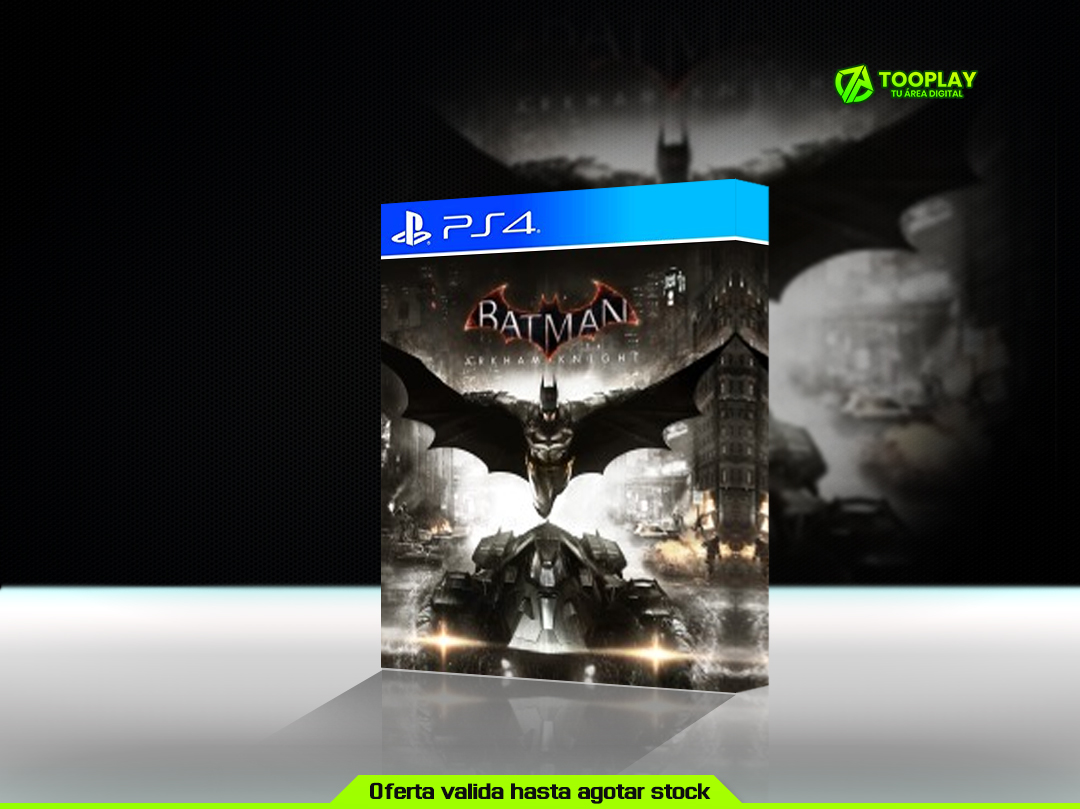 TOOPLAY
TU ÁREA DIGITAL
PS4
BATMAN
ARKHAM KNIGHT
Oferta valida hasta agotar stock